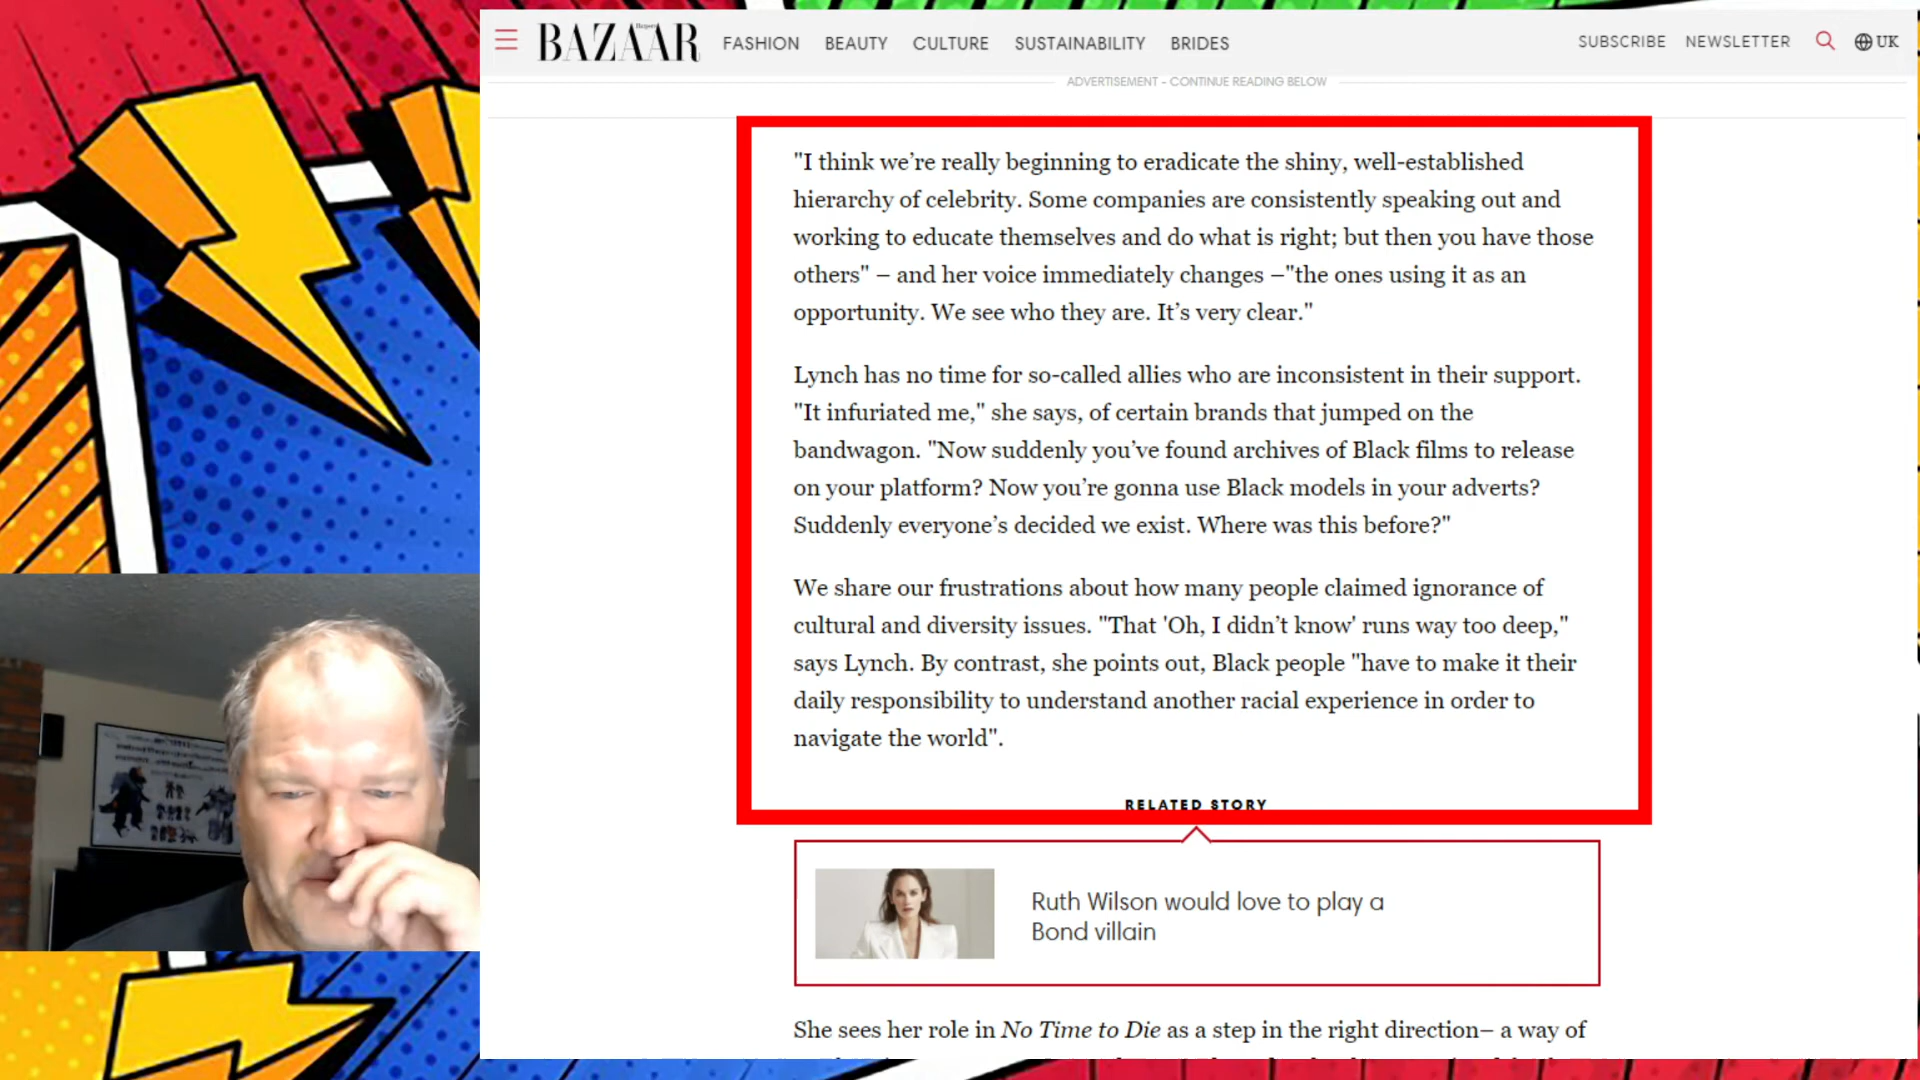 Harper's
BAZAAR
FASHION BEAUTY CULTURE SUSTAINABILITY BRIDES
SUBSCRIBE NEWSLETTER UK
ADVERTISEMENT - CONTINUE READING BELOW
"I think we’re really beginning to eradicate the shiny, well-established
hierarchy of celebrity. Some companies are consistently speaking out and
working to educate themselves and do what is right; but then you have those
others" – and her voice immediately changes –"the ones using it as an
opportunity. We see who they are. It’s very clear."
Lynch has no time for so-called allies who are inconsistent in their support.
"It infuriated me," she says, of certain brands that jumped on the
bandwagon. "Now suddenly you’ve found archives of Black films to release
on your platform? Now you’re gonna use Black models in your adverts?
Suddenly everyone’s decided we exist. Where was this before?"
We share our frustrations about how many people claimed ignorance of
cultural and diversity issues. "That 'Oh, I didn’t know' runs way too deep,"
says Lynch. By contrast, she points out, Black people "have to make it their
daily responsibility to understand another racial experience in order to
navigate the world".
RELATED STORY
Ruth Wilson would love to play a
Bond villain
She sees her role in No Time to Die as a step in the right direction– a way of